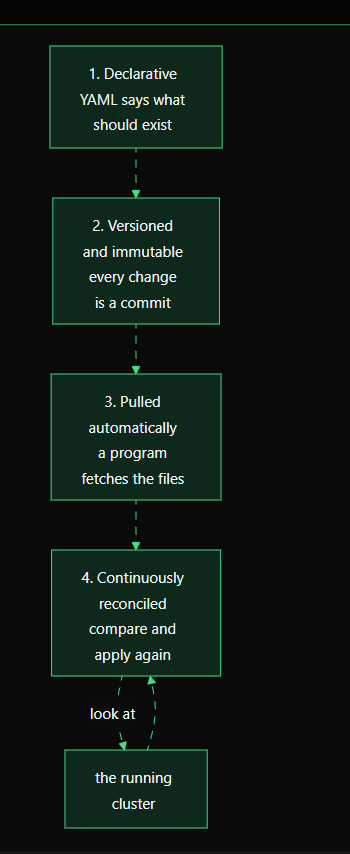 1. Declarative
YAML says what
should exist
2. Versioned
and immutable
every change
is a commit
3. Pulled
automatically
a program
fetches the files
4. Continuously
reconciled
compare and
apply again
look at
the running
cluster